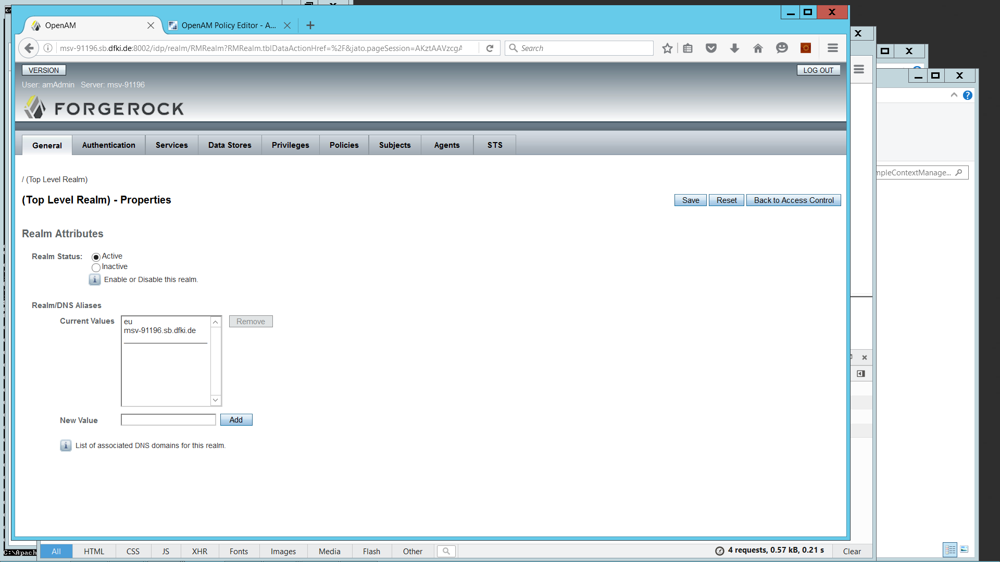 OpenAM
OpenAM Policy Editor - A...
msv-91196.sb.dfki.de:8002/idp/realm/RMRealm?RMRealm.tblDataActionHref=%2F&jato.pageSession=AKztAAVzcgA
Search
VERSION
LOG OUT
User: amAdmin Server: msv-91196
FORGEROCK
General
Authentication
Services
Data Stores
Privileges
Policies
Subjects
Agents
STS
/ (Top Level Realm)
mpleContextManage...
(Top Level Realm) - Properties
Save
Reset
Back to Access Control
Realm Attributes
Realm Status:
Active
Inactive
Enable or Disable this realm.
Realm/DNS Aliases
Current Values
eu
msv-91196.sb.dfki.de
Remove
New Value
Add
List of associated DNS domains for this realm.
C:\Apach
All
HTML
CSS
JS
XHR
Fonts
Images
Media
Flash
Other
4 requests, 0.57 kB, 0.21 s
Clear